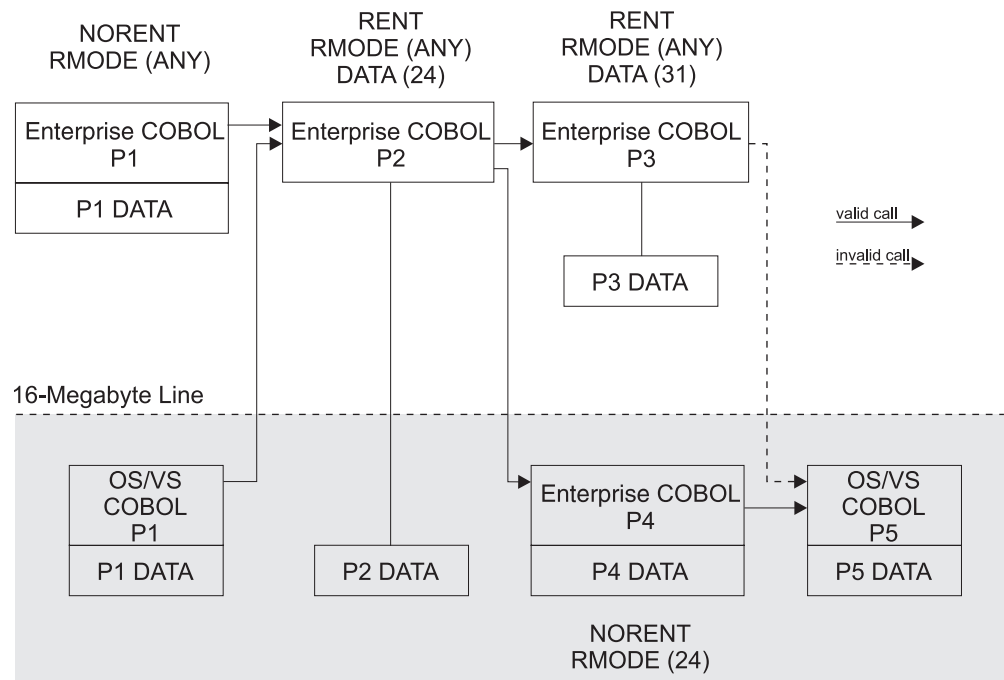 NORENT
RMODE (ANY)
RENT
RMODE (ANY)
DATA (24)
RENT
RMODE (ANY)
DATA (31)
Enterprise COBOL
P1
P1 DATA
Enterprise COBOL
P2
Enterprise COBOL
P3
P3 DATA
valid call
invalid call
16-Megabyte Line
OS/VS
COBOL
P1
P1 DATA
P2 DATA
Enterprise COBOL
P4
P4 DATA
OS/VS
COBOL
P5
P5 DATA
NORENT
RMODE (24)